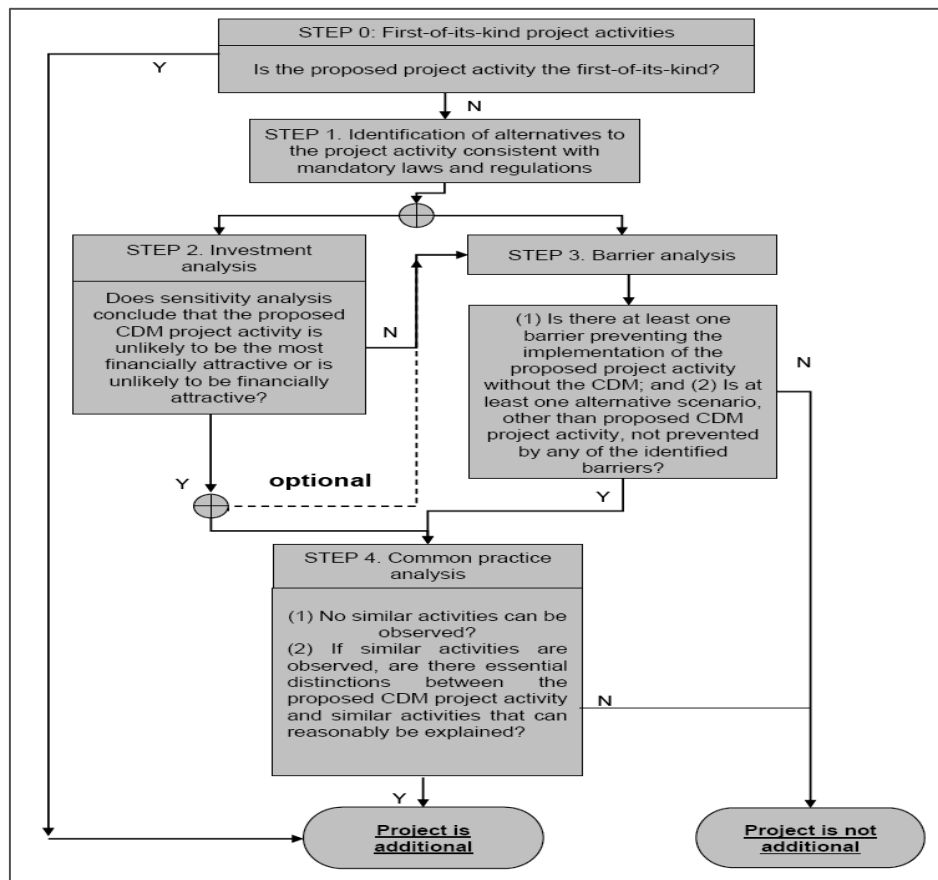 STEP 0: First-of-its-kind project activities
Y
Is the proposed project activity the first-of-its-kind?
N
STEP 1. Identification of alternatives to
the project activity consistent with
mandatory laws and regulations
STEP 2. Investment
analysis
Does sensitivity analysis
conclude that the proposed
CDM project activity is
unlikely to be the most
financially attractive or is
unlikely to be financially
attractive?
N
STEP 3. Barrier analysis
(1) Is there at least one
barrier preventing the
implementation of the
proposed project activity
without the CDM; and (2) Is at
least one alternative scenario,
other than proposed CDM
project activity, not prevented
by any of the identified
barriers?
N
Y
optional
Y
STEP 4. Common practice
analysis
(1) No similar activities can be
observed?
(2) If similar activities are
observed, are there essential
distinctions between the
proposed CDM project activity
and similar activities that can
reasonably be explained?
N
Y
Project is
additional
Project is not
additional